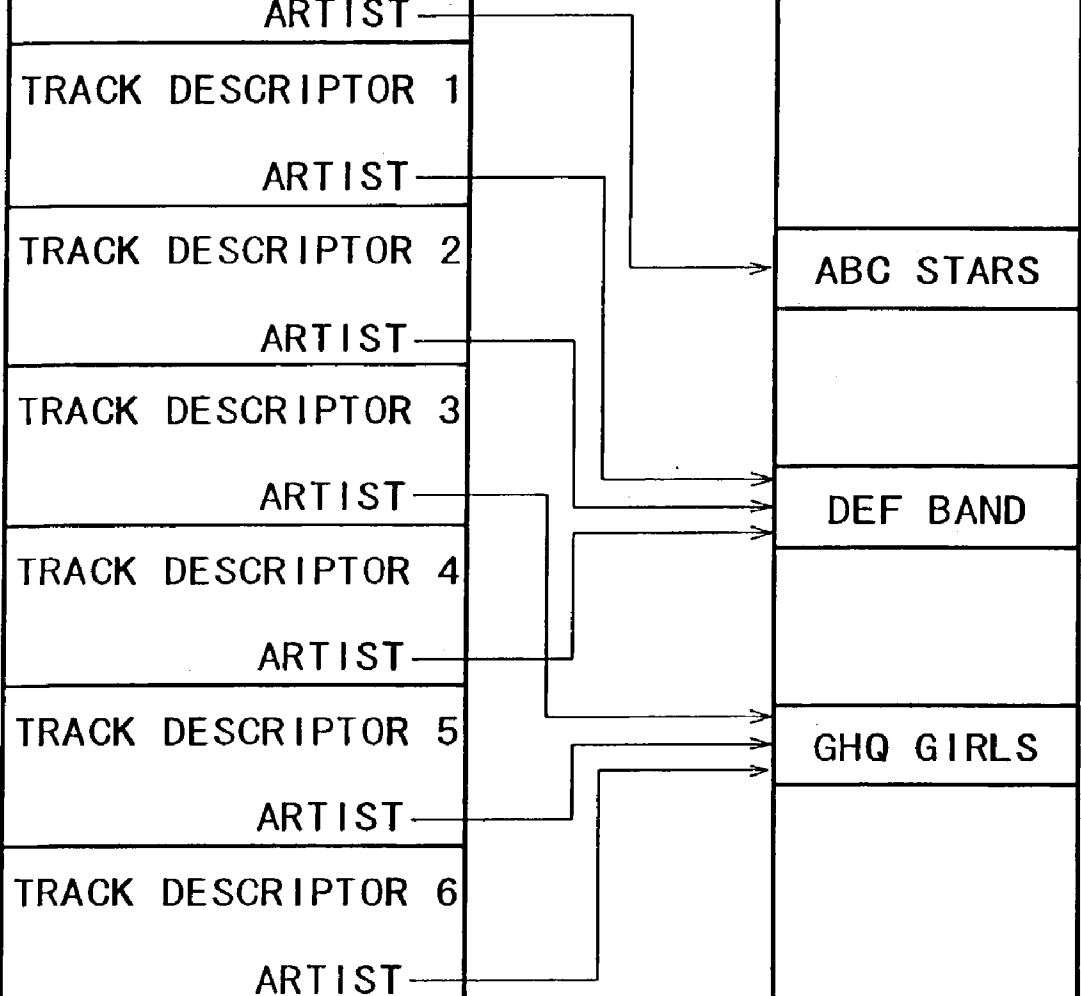 ARTIST
TRACK DESCRIPTOR 1
ARTIST
TRACK DESCRIPTOR 2
ARTIST
TRACK DESCRIPTOR 3
ARTIST
TRACK DESCRIPTOR 4
ARTIST
TRACK DESCRIPTOR 5
ARTIST
TRACK DESCRIPTOR 6
ARTIST
ABC STARS
DEF BAND
GHQ GIRLS